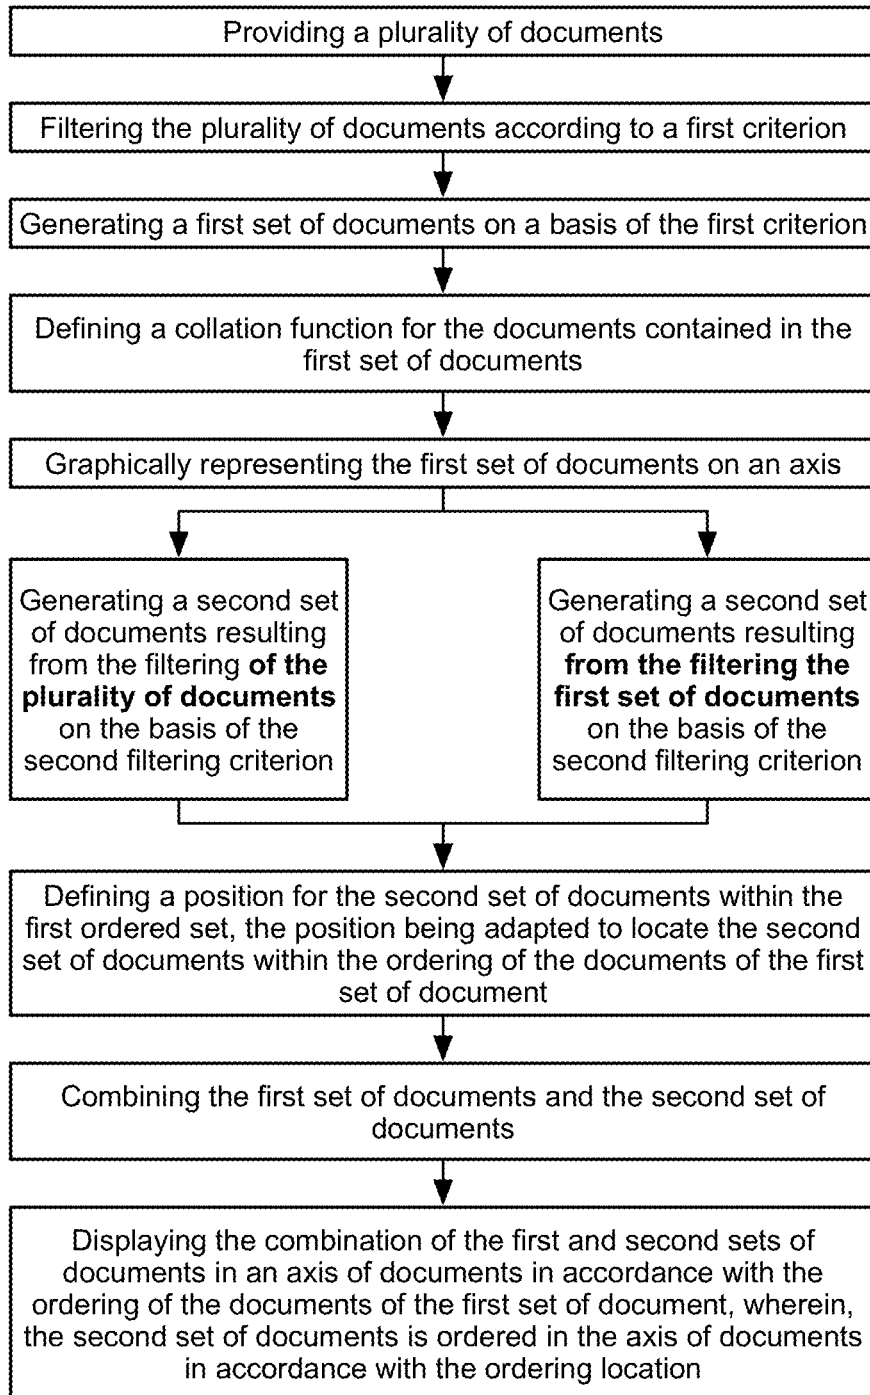 Providing a plurality of documents
Filtering the plurality of documents according to a first criterion
Generating a first set of documents on a basis of the first criterion
Defining a collation function for the documents contained in the
first set of documents
Graphically representing the first set of documents on an axis
Generating a second set
of documents resulting
from the filtering of the
plurality of documents
on the basis of the
second filtering criterion
Generating a second set
of documents resulting
from the filtering the
first set of documents
on the basis of the
second filtering criterion
Defining a position for the second set of documents within the
first ordered set, the position being adapted to locate the second
set of documents within the ordering of the documents of the first
set of document
Combining the first set of documents and the second set of
documents
Displaying the combination of the first and second sets of
documents in an axis of documents in accordance with the
ordering of the documents of the first set of document, wherein,
the second set of documents is ordered in the axis of documents
in accordance with the ordering location